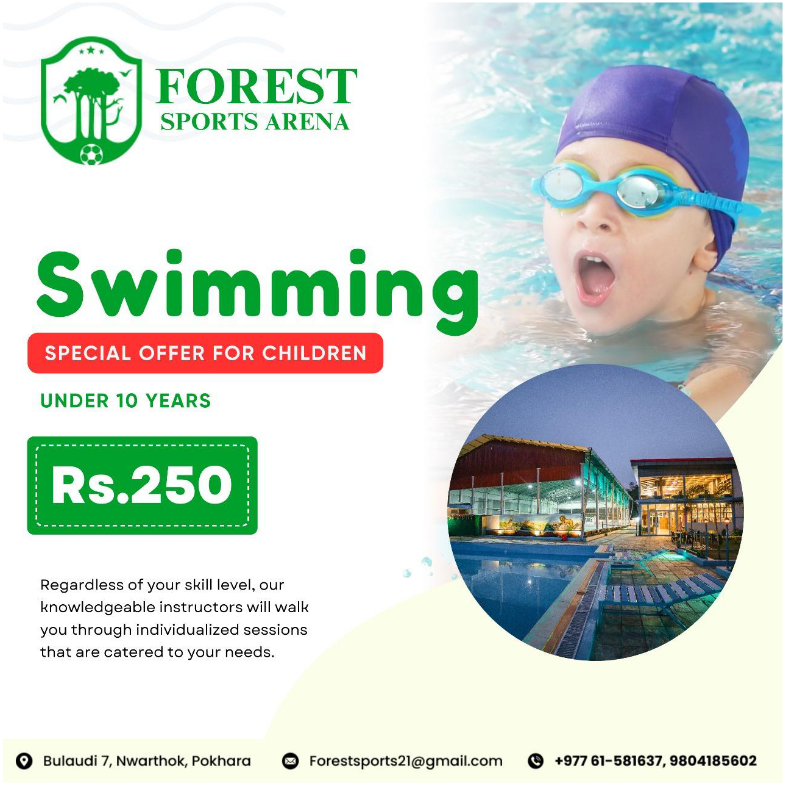 FOREST
SPORTS ARENA
Swimming
SPECIAL OFFER FOR CHILDREN
UNDER 10 YEARS
Rs.250
Regardless of your skill level, our
knowledgeable instructors will walk
you through individualized sessions
that are catered to your needs.
Bulaudi 7, Nwarthok, Pokhara Forestsports21@gmail.com +977 61-581637, 9804185602